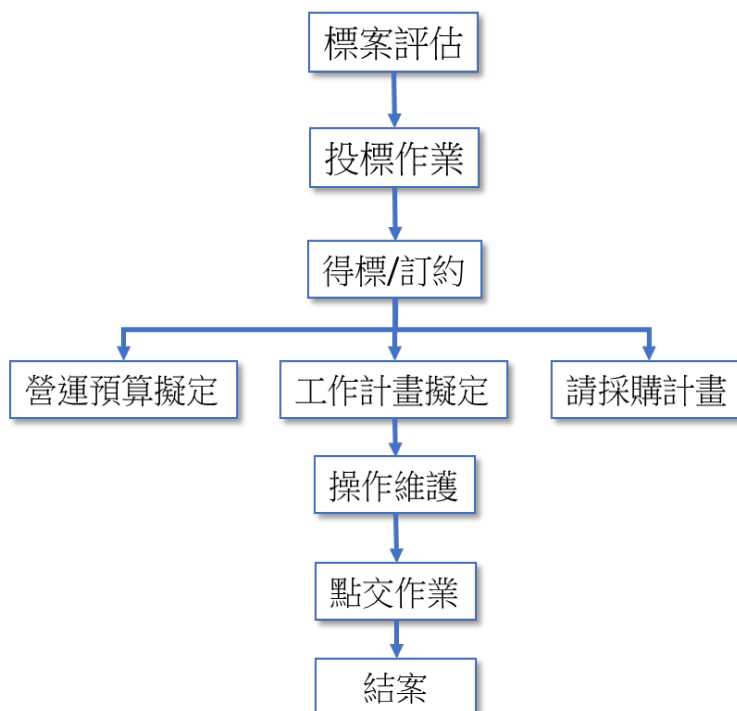 標案評估
投標作業
得標/訂約
營運預算擬定
工作計畫擬定
請採購計畫
操作維護
點交作業
結案